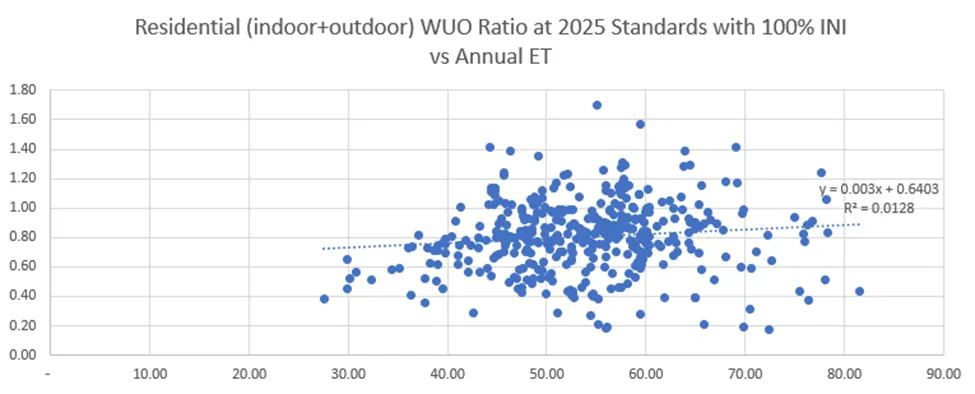 Residential (indoor+outdoor) WUO Ratio at 2025 Standards with 100% INI
vs Annual ET
1.80
1.60
1.40
1.20
1.00
0.80
0.60
0.40
0.20
0.00
y = 0.003x + 0.6403
R² = 0.0128
- 10.00 20.00 30.00 40.00 50.00 60.00 70.00 80.00 90.00